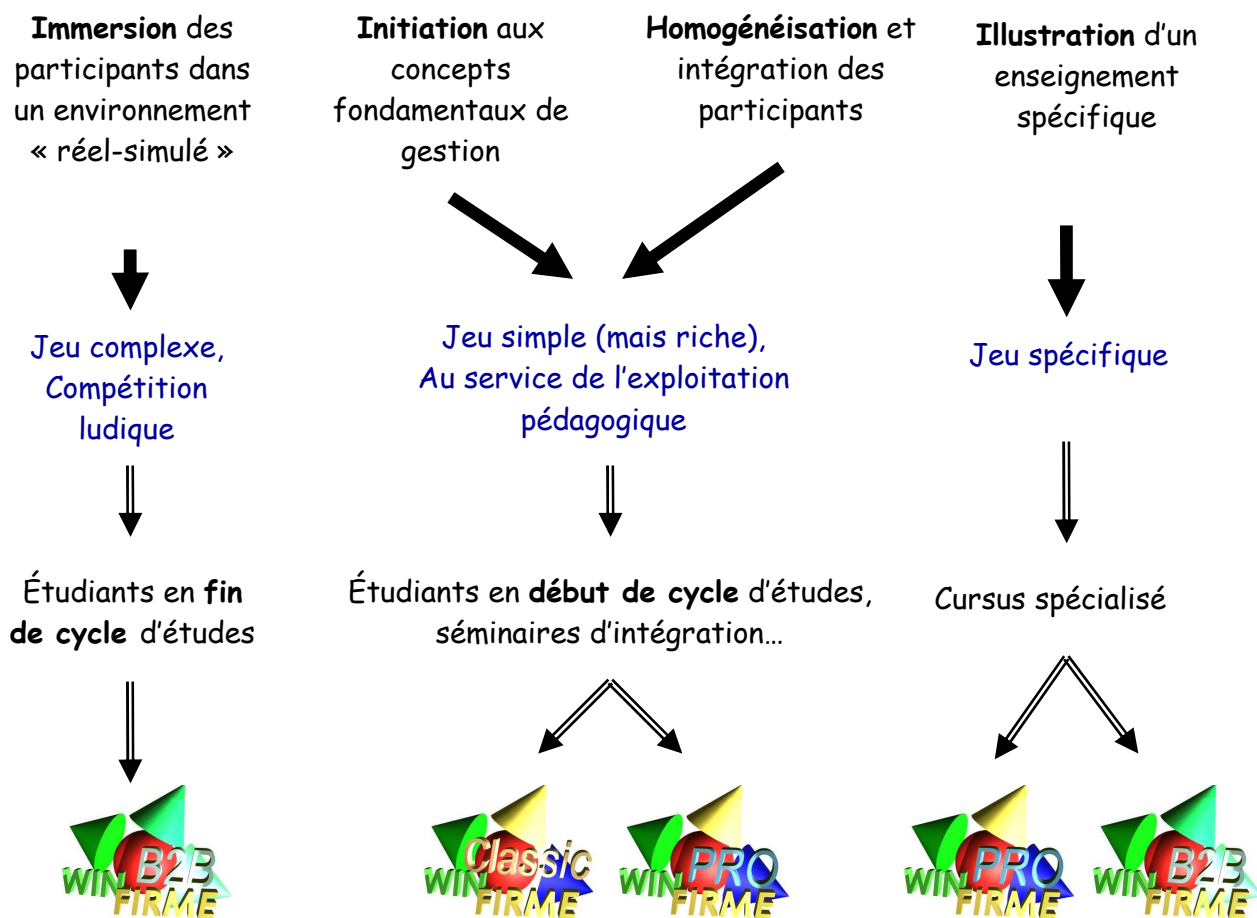 Immersion des
participants dans
un environnement
« réel-simulé »
Initiation aux
concepts
fondamentaux de
gestion
Homogénéisation et
intégration des
participants
Illustration d’un
enseignement
spécifique
Jeu complexe,
Compétition
ludique
Jeu simple (mais riche),
Au service de l’exploitation
pédagogique
Jeu spécifique
Étudiants en fin
de cycle d’études
Étudiants en début de cycle d’études,
séminaires d’intégration…
Cursus spécialisé
B2B
WIN
FIRME
Classic
WIN
FIRME
PRO
WIN
FIRME
PRO
WIN
FIRME
B2B
WIN
FIRME